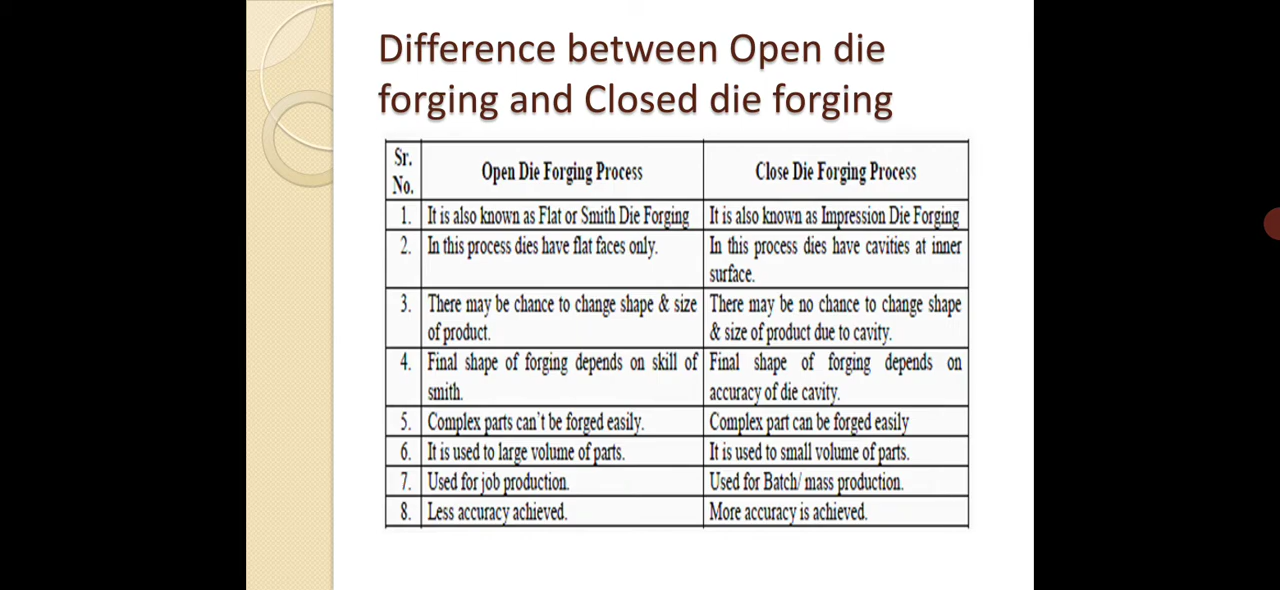 Difference between Open die
forging and Closed die forging
Sr.
No.
Open Die Forging Process
Close Die Forging Process
1.
It is also known as Flat or Smith Die Forging
It is also known as Impression Die Forging
2.
In this process dies have flat faces only.
In this process dies have cavities at inner
surface.
3.
There may be chance to change shape & size
of product.
There may be no chance to change shape
& size of product due to cavity.
4.
Final shape of forging depends on skill of
smith.
Final shape of forging depends on
accuracy of die cavity.
5.
Complex parts can't be forged easily.
Complex part can be forged easily
6.
It is used to large volume of parts.
It is used to small volume of parts.
7.
Used for job production.
Used for Batch/ mass production.
8.
Less accuracy achieved.
More accuracy is achieved.